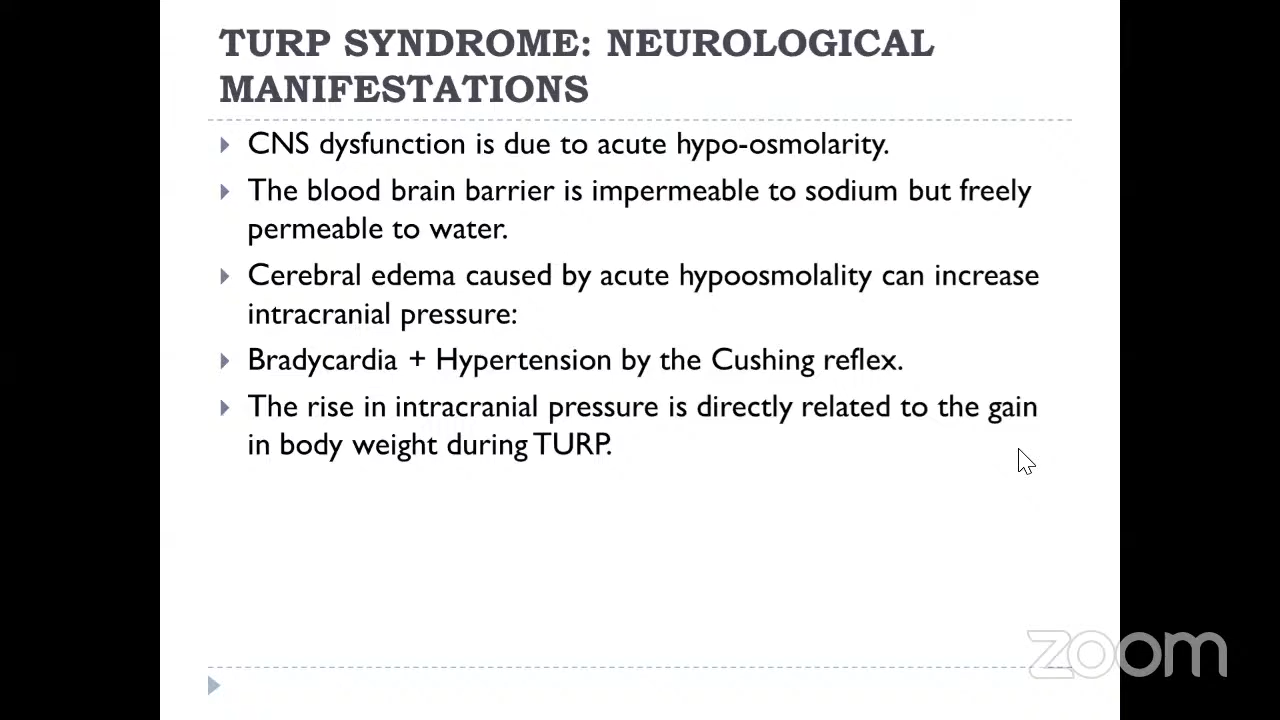 TURP SYNDROME: NEUROLOGICAL
MANIFESTATIONS
CNS dysfunction is due to acute hypo-osmolarity.
The blood brain barrier is impermeable to sodium but freely
permeable to water.
Cerebral edema caused by acute hypoosmolality can increase
intracranial pressure:
Bradycardia + Hypertension by the Cushing reflex.
The rise in intracranial pressure is directly related to the gain
in body weight during TURP.
zoom